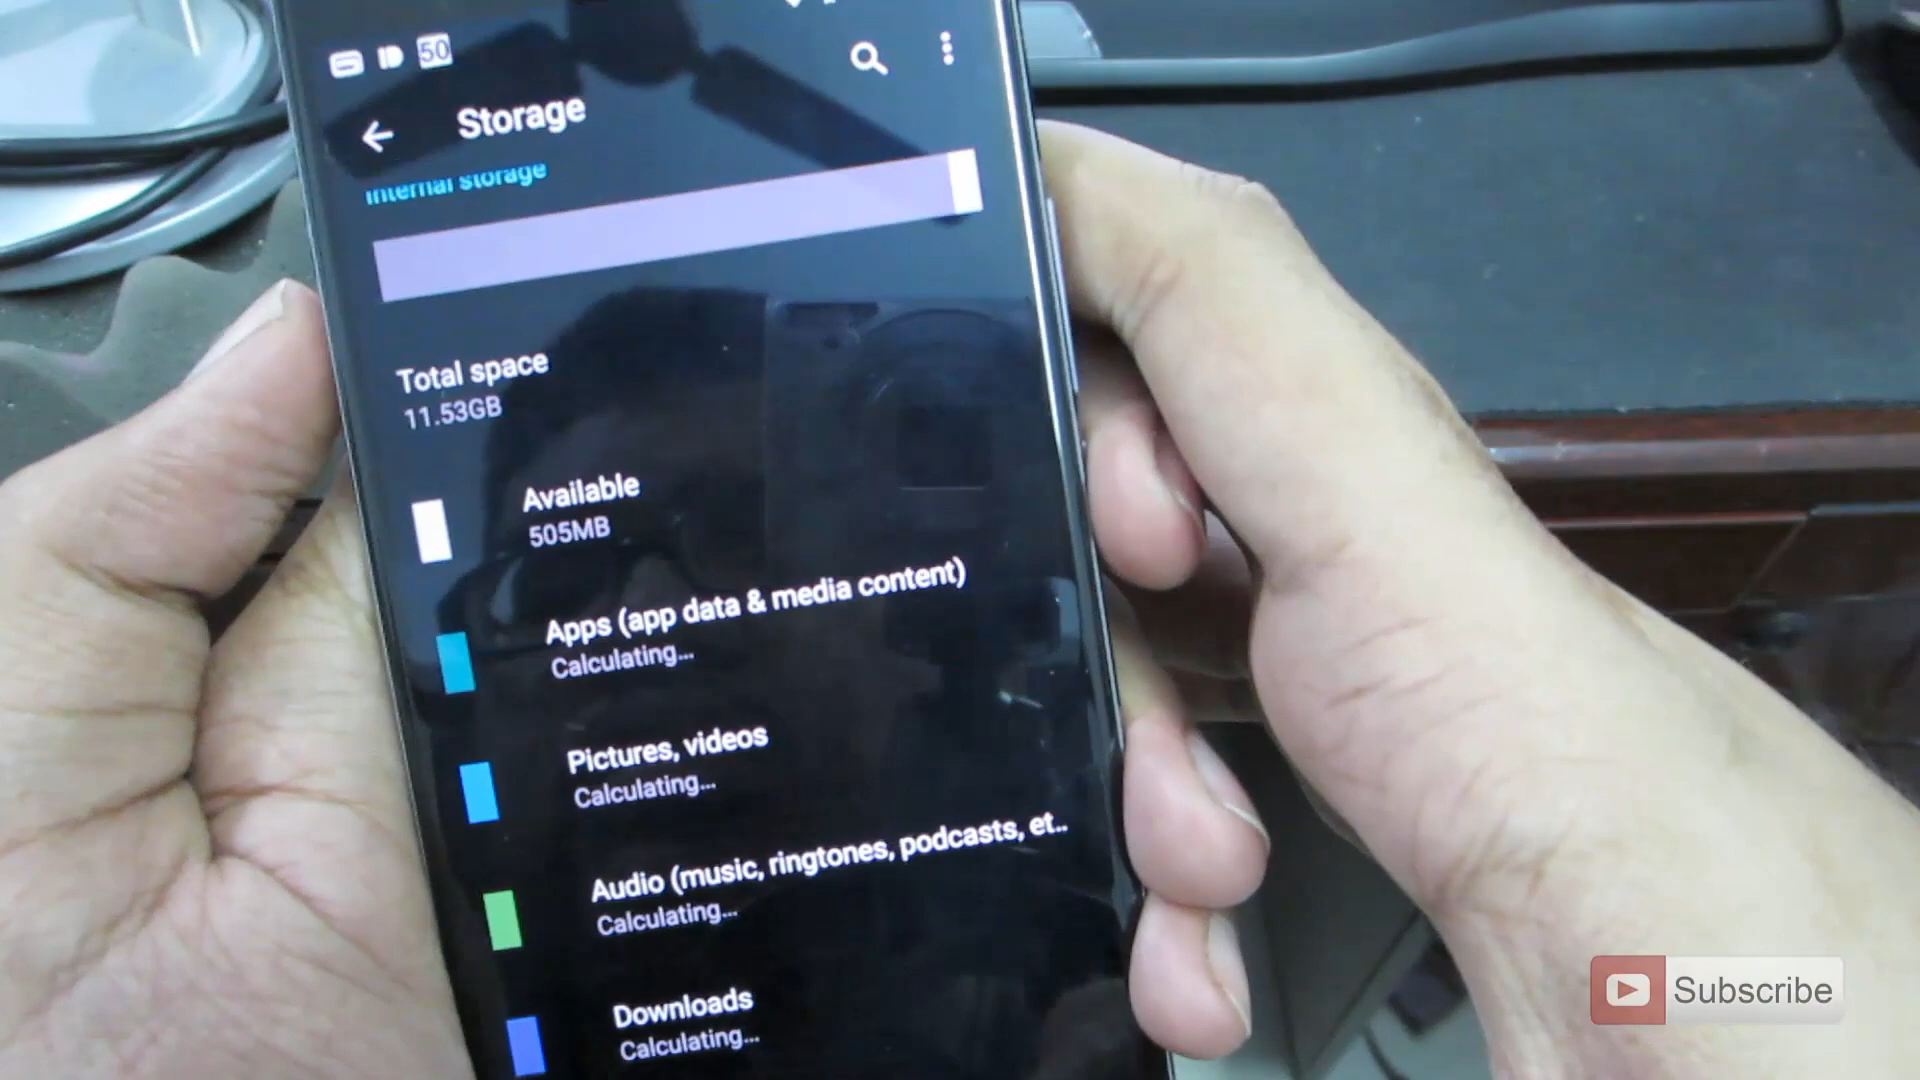 50
Storage
Internal storage
Total space
11.53GB
Available
505MB
Apps (app data & media content)
Calculating...
Pictures, videos
Calculating...
Audio (music, ringtones, podcasts, et..
Calculating...
Downloads
Calculating...
Subscribe